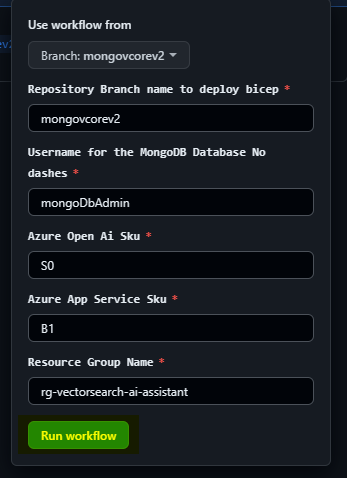 Use workflow from
Branch: mongovcorev2
Repository Branch name to deploy bicep *
mongovcorev2
Username for the MongoDB Database No
dashes *
mongoDbAdmin
Azure Open Ai Sku *
S0
Azure App Service Sku *
B1
Resource Group Name *
rg-vectorsearch-ai-assistant
Run workflow